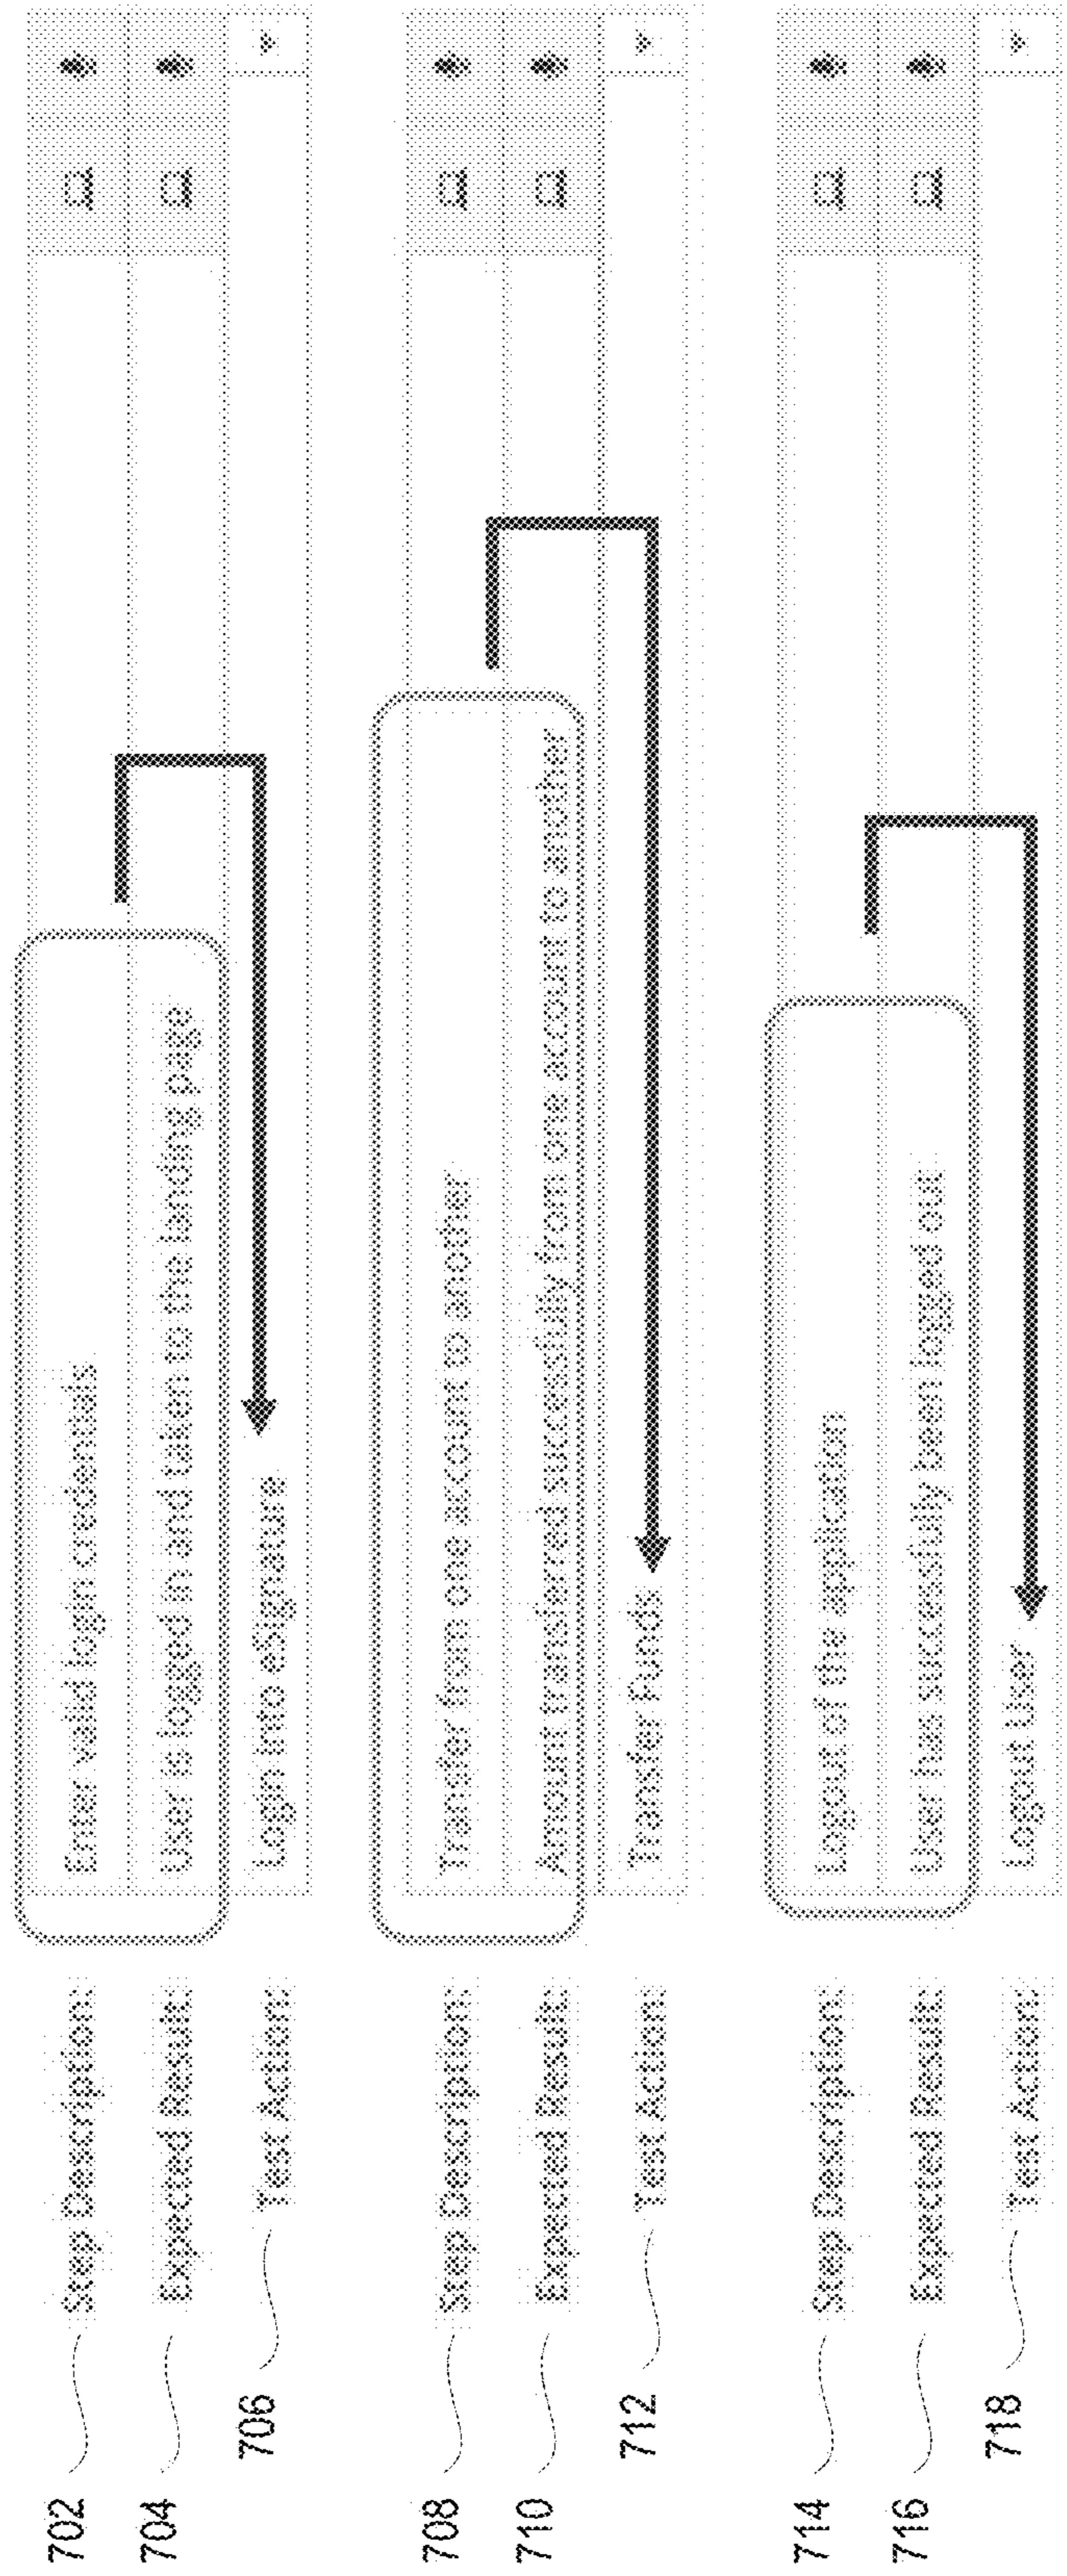 702 Step Description: Enter valid login credentials
704 Expected Result: User is logged in and taken to the landing page
706 Test Action: Login into eSignature
708 Step Description: Transfer from one account to another
710 Expected Result: Amount transferred successfully from one account to another
712 Test Action: Transfer Funds
714 Step Description: Logout of the application
716 Expected Result: User has successfully been logged out
718 Test Action: Logout User